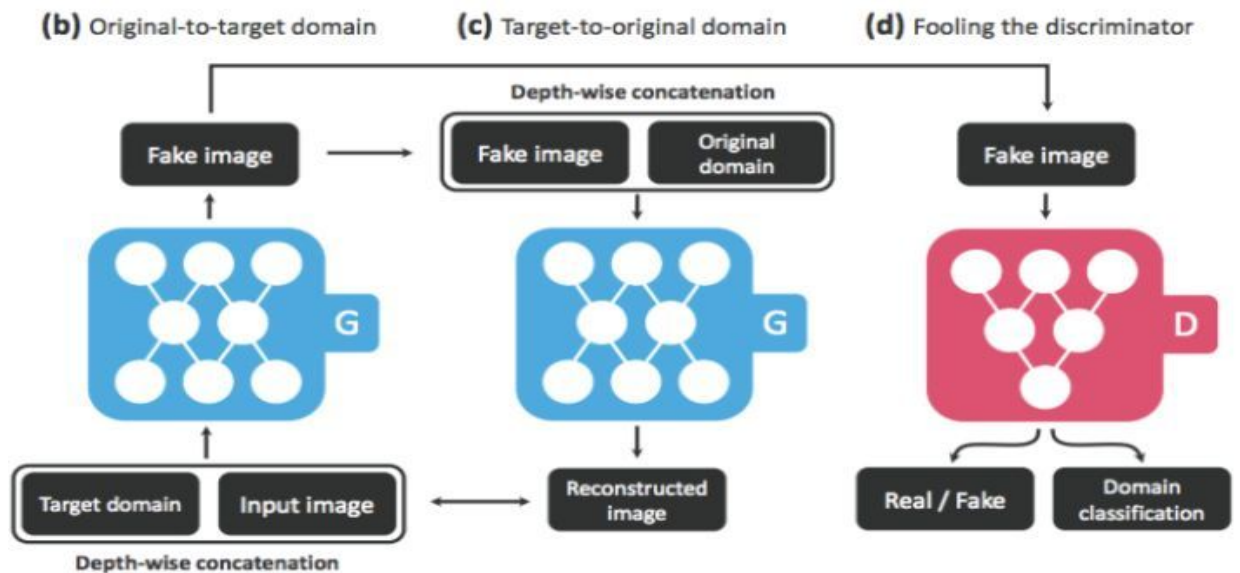 (b) Original-to-target domain
(c) Target-to-original domain
(d) Fooling the discriminator
Depth-wise concatenation
Fake image
Fake image
Original
domain
Fake image
G
G
D
Target domain
Input image
Reconstructed
image
Real / Fake
Domain
classification
Depth-wise concatenation